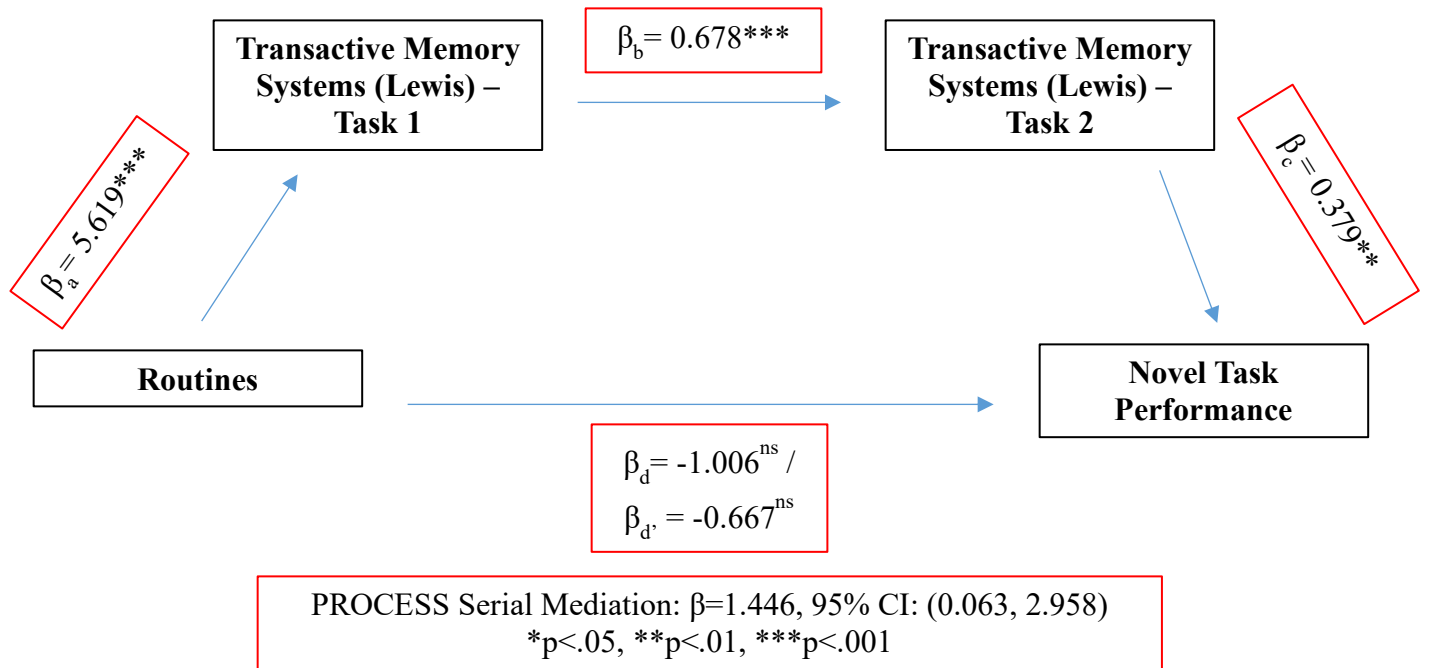 Transactive Memory
Systems (Lewis) –
Task 1
βb= 0.678***
Transactive Memory
Systems (Lewis) –
Task 2
βa = 5.619***
βc = 0.379**
Routines
Novel Task
Performance
βd= -1.006ns /
βd’ = -0.667ns
PROCESS Serial Mediation: β=1.446, 95% CI: (0.063, 2.958)
*p<.05, **p<.01, ***p<.001